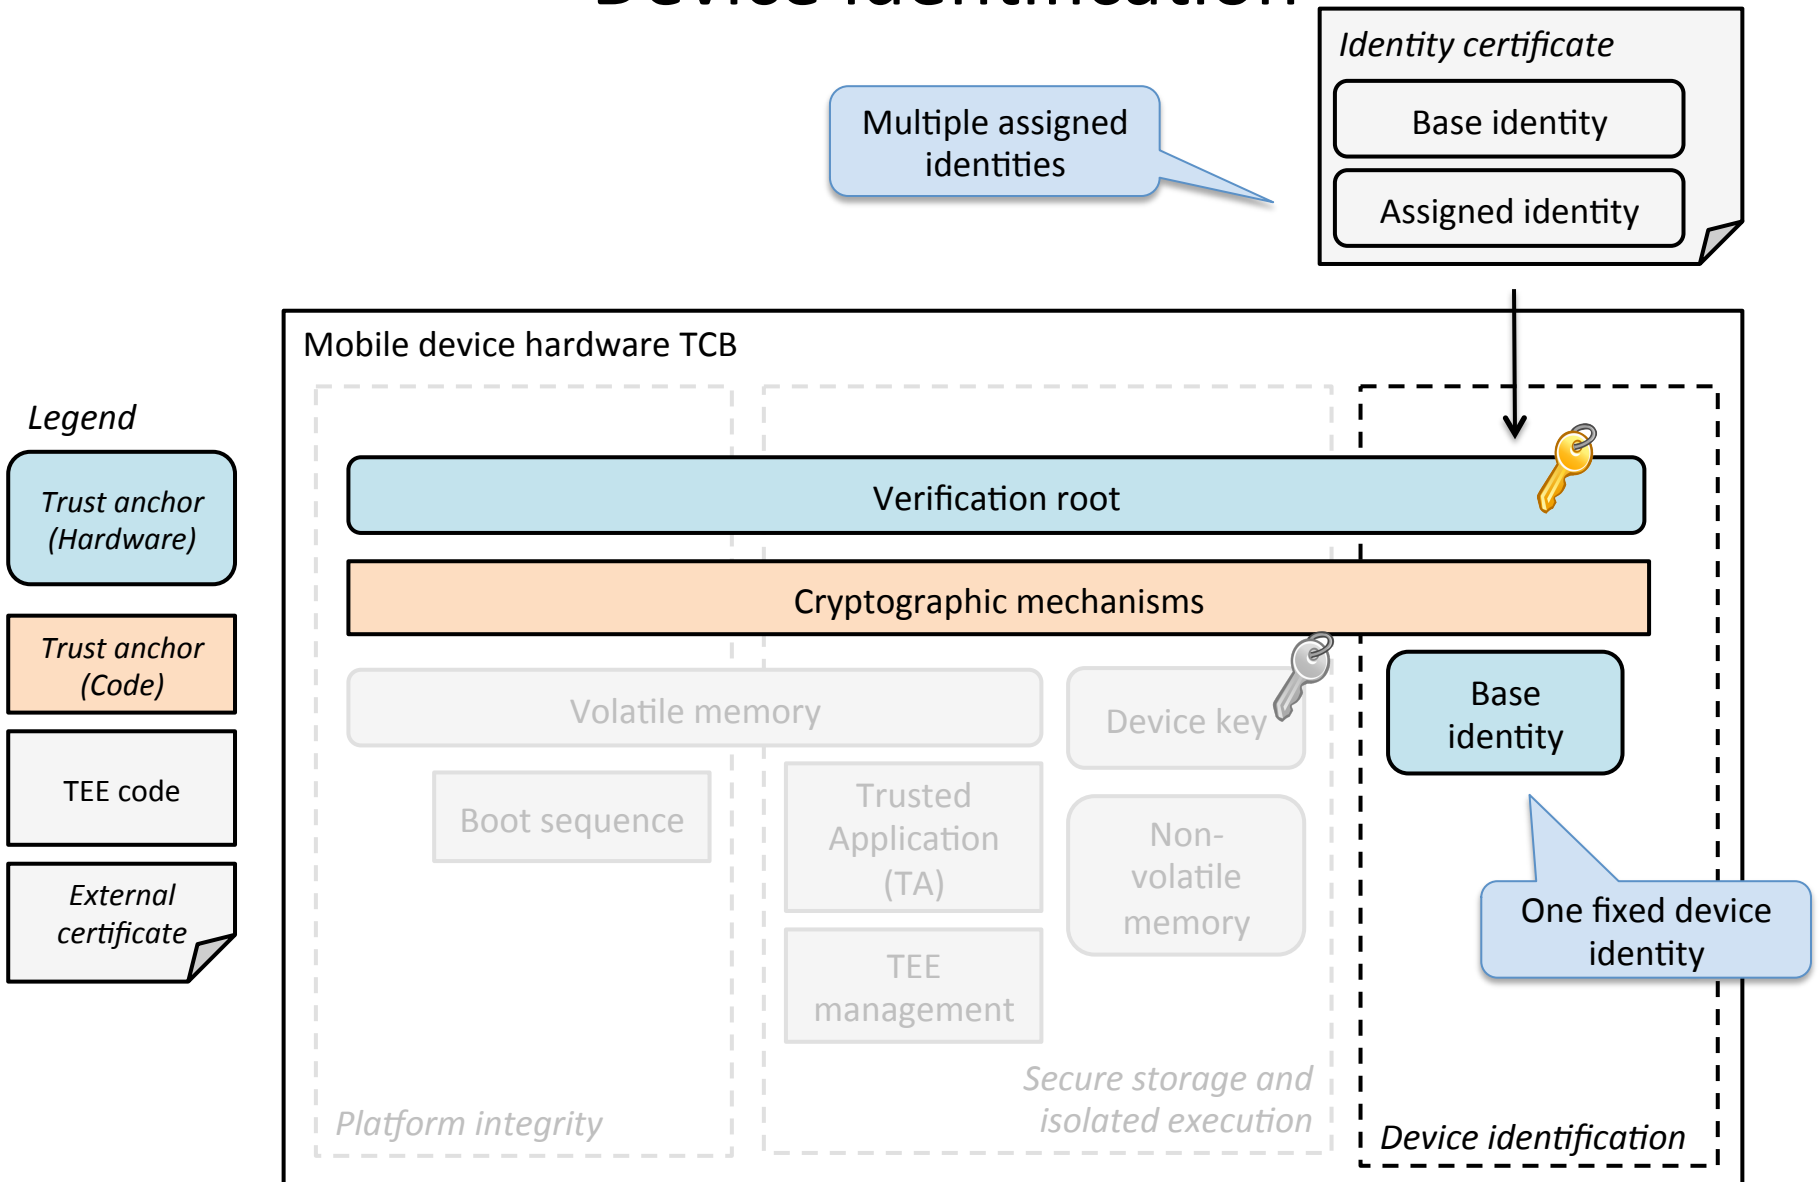 Device identification
Identity certificate
Base identity
Assigned identity
Multiple assigned
identities
Mobile device hardware TCB
Legend
Trust anchor
(Hardware)
Trust anchor
(Code)
TEE code
External
certificate
Verification root
Cryptographic mechanisms
Volatile memory
Device key
Base
identity
Boot sequence
Trusted
Application
(TA)
Non-
volatile
memory
TEE
management
One fixed device
identity
Platform integrity
Secure storage and
isolated execution
Device identification